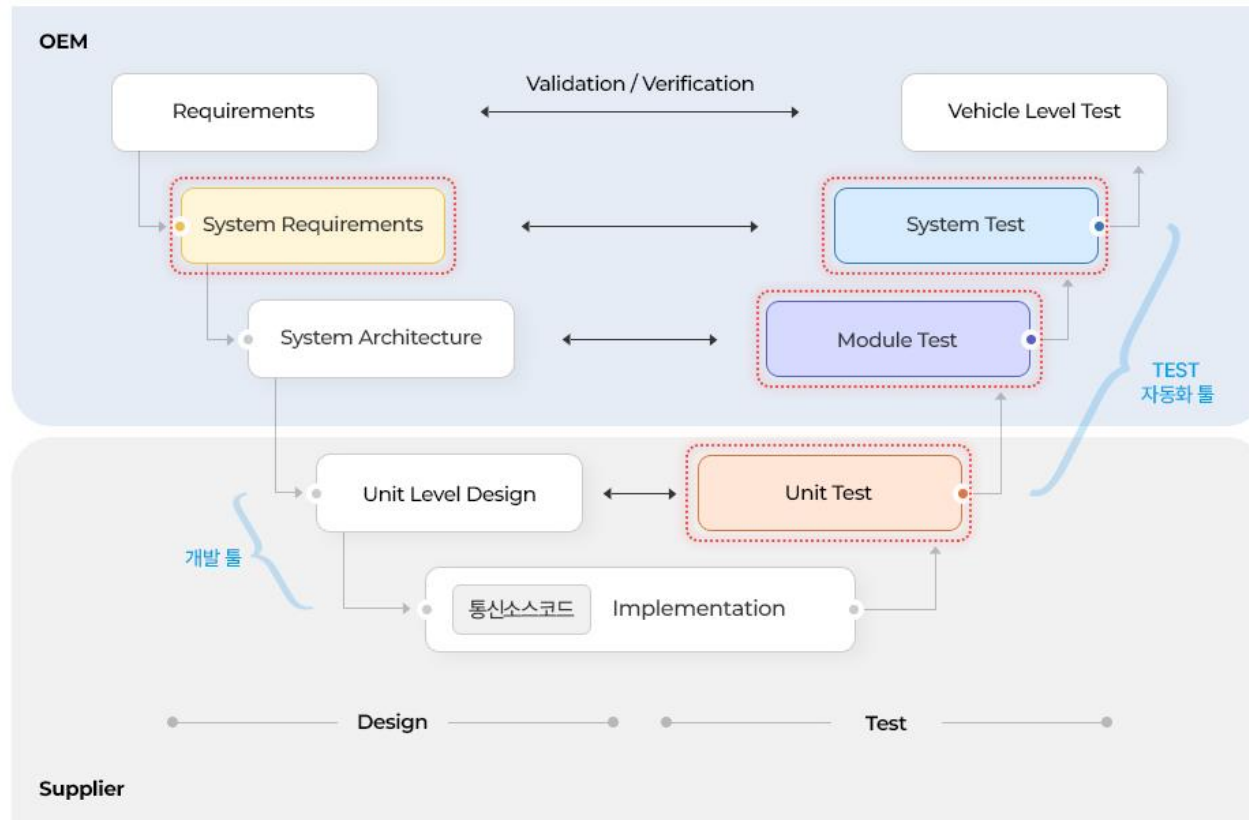 OEM
Validation / Verification
Requirements
Vehicle Level Test
System Requirements
System Test
System Architecture
Module Test
TEST
자동화 툴
Unit Level Design
Unit Test
개발 툴
통신소스코드
Implementation
Design
Test
Supplier